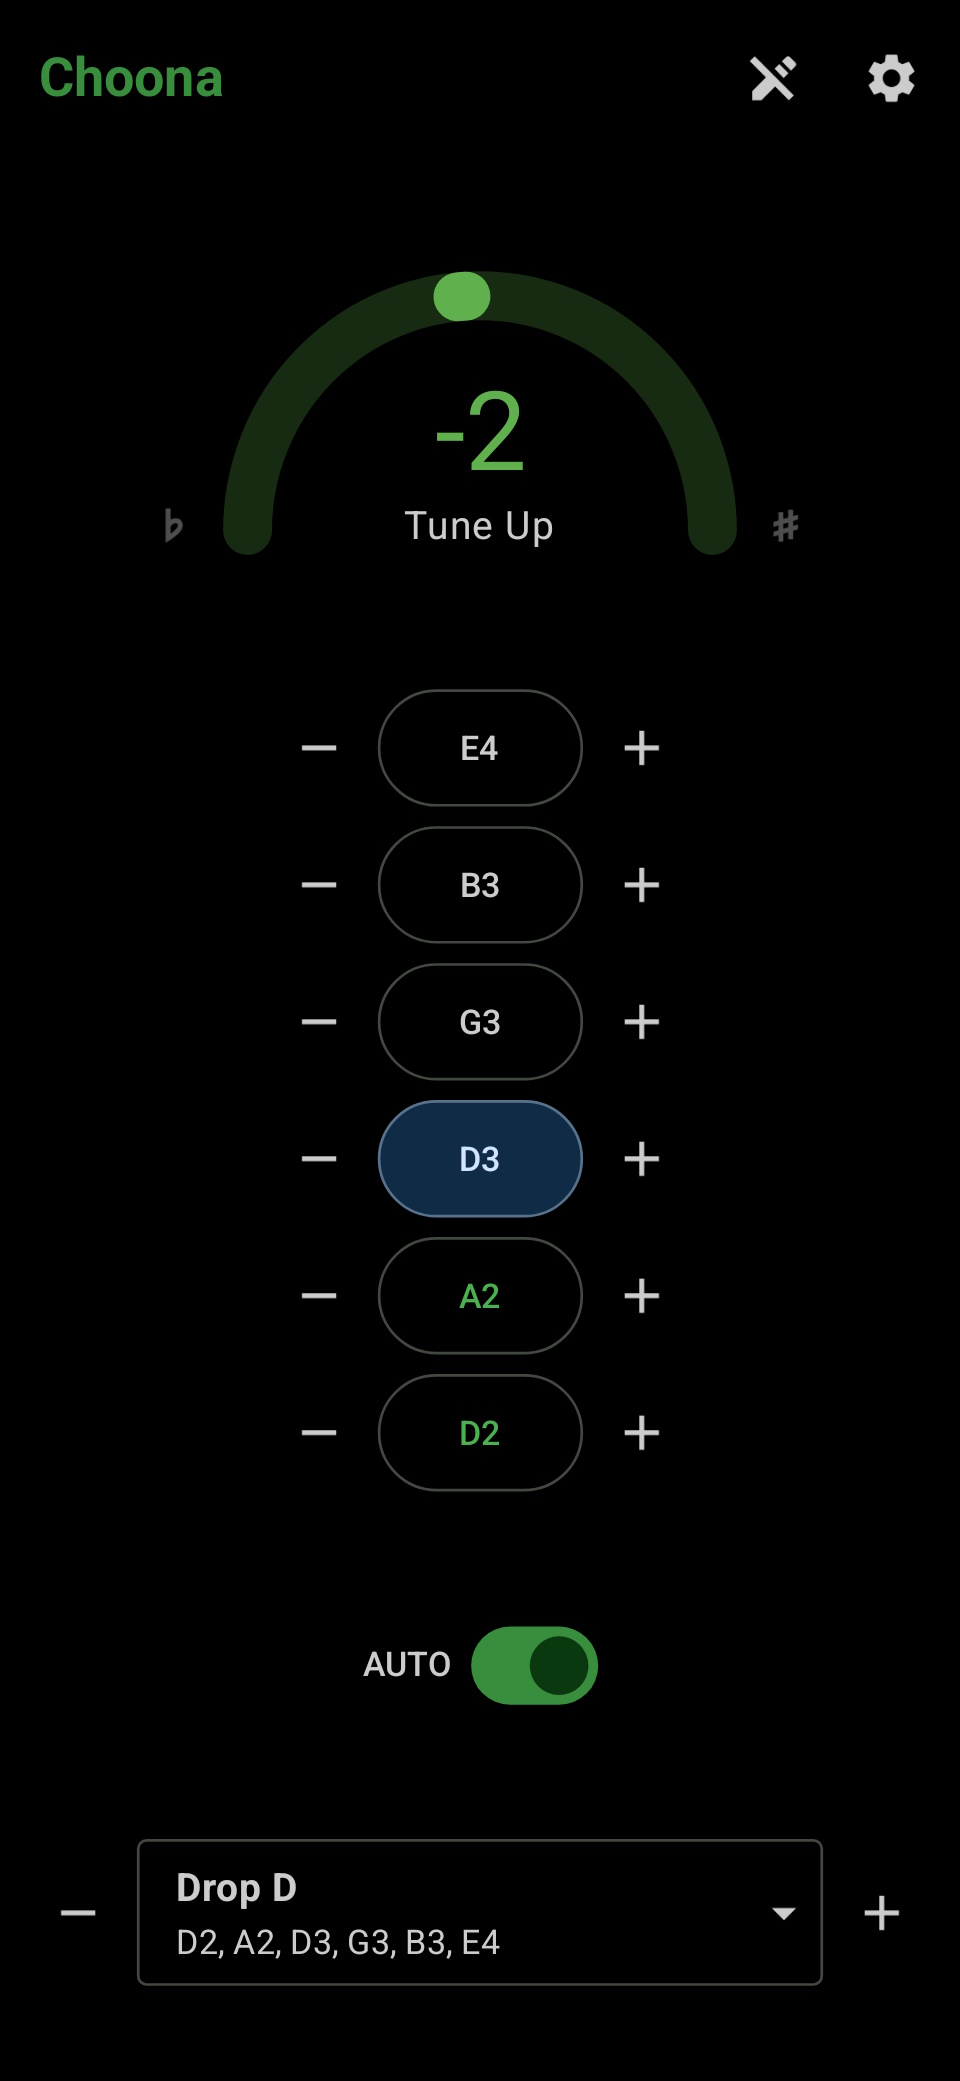 Choona
-2
♭ Tune Up ♯
E4
B3
G3
D3
A2
D2
AUTO
Drop D
D2, A2, D3, G3, B3, E4